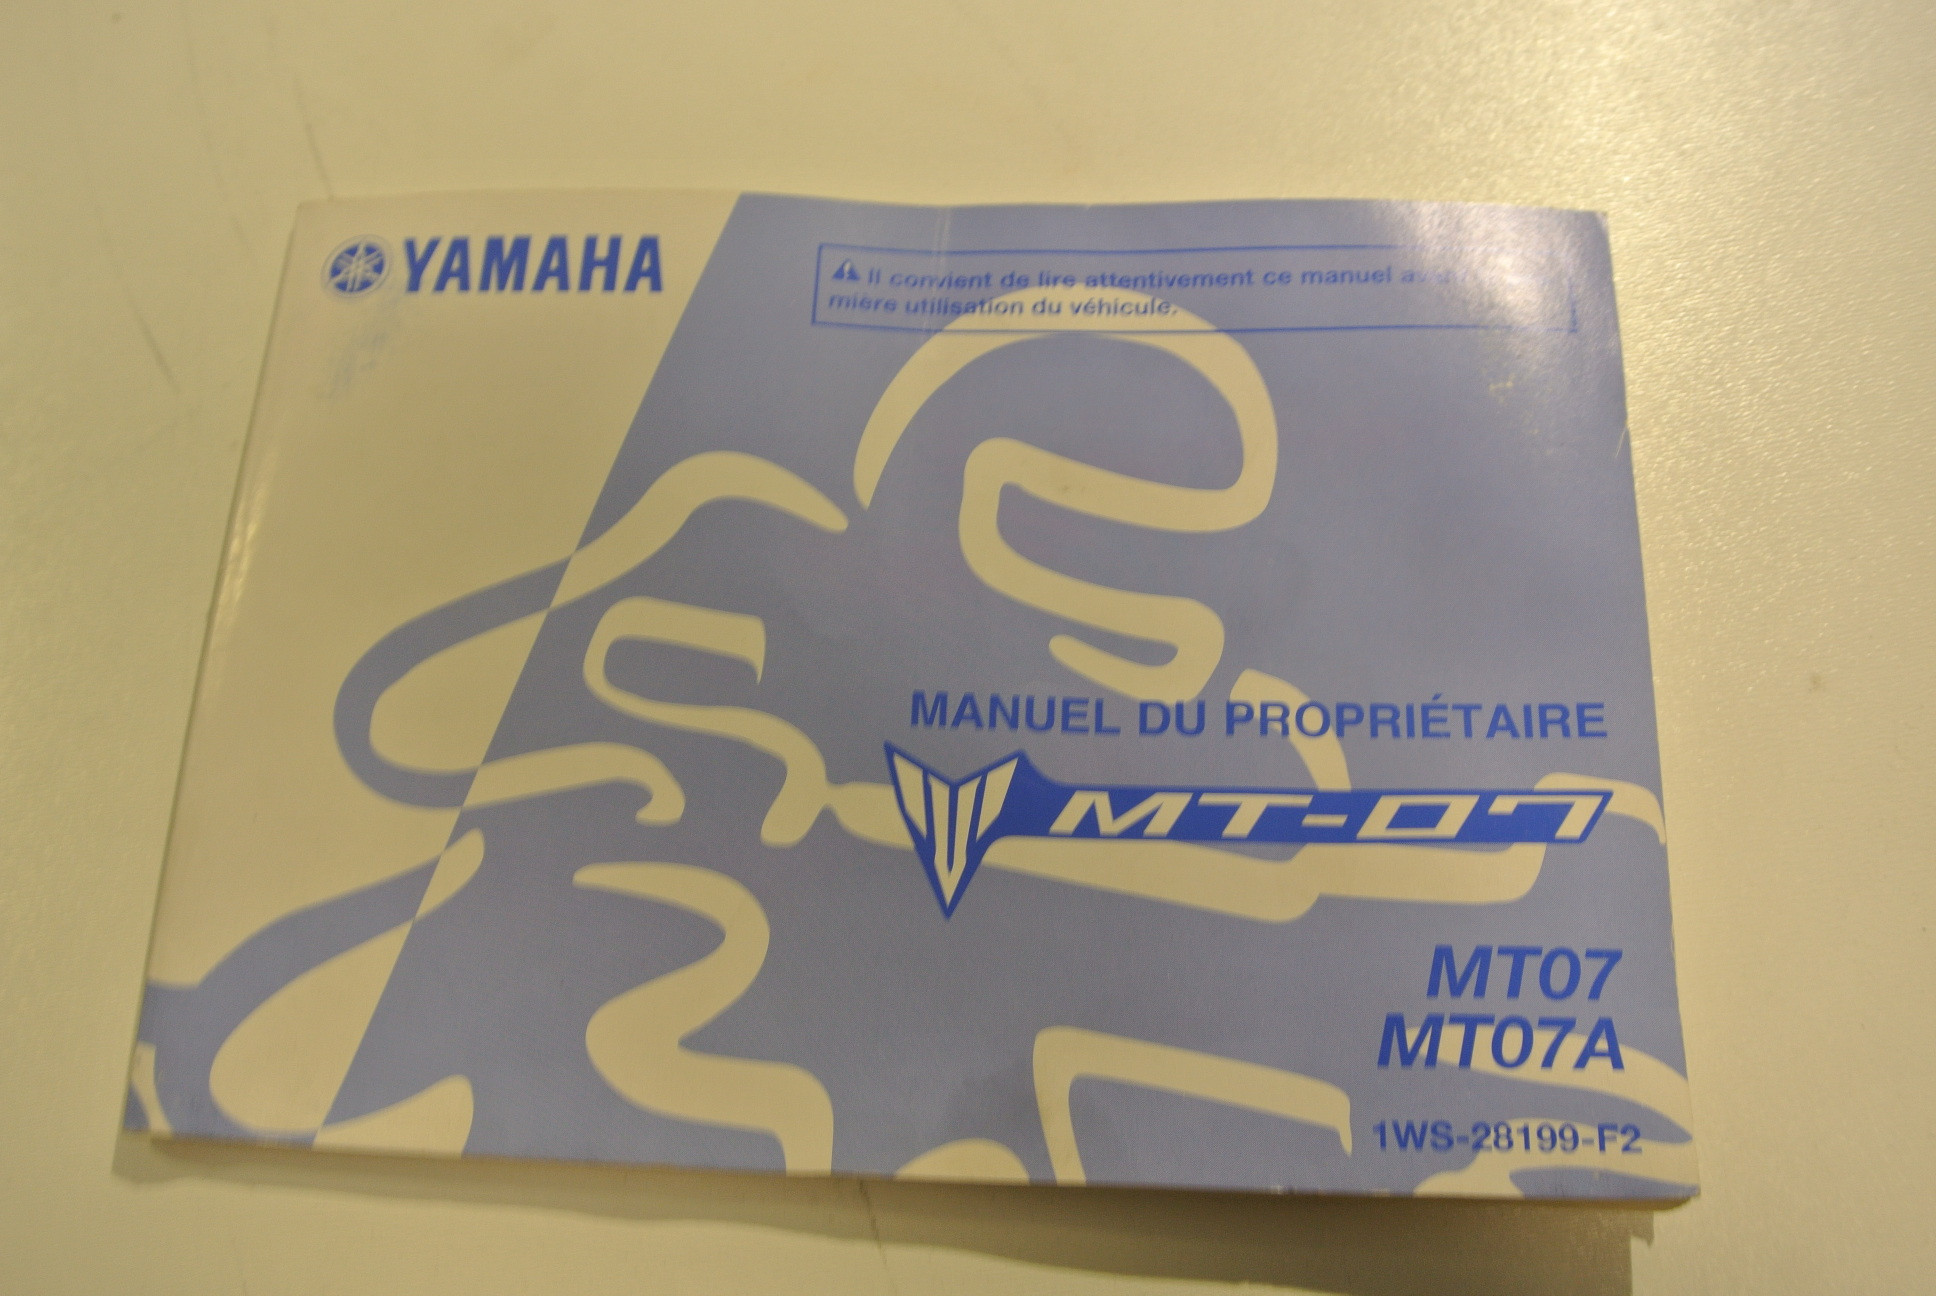 YAMAHA
Il convient de lire attentivement ce manuel
mière utilisation du véhicule.
MANUEL DU PROPRIÉTAIRE
MT-07
MT07
MT07A
1WS-28199-F2